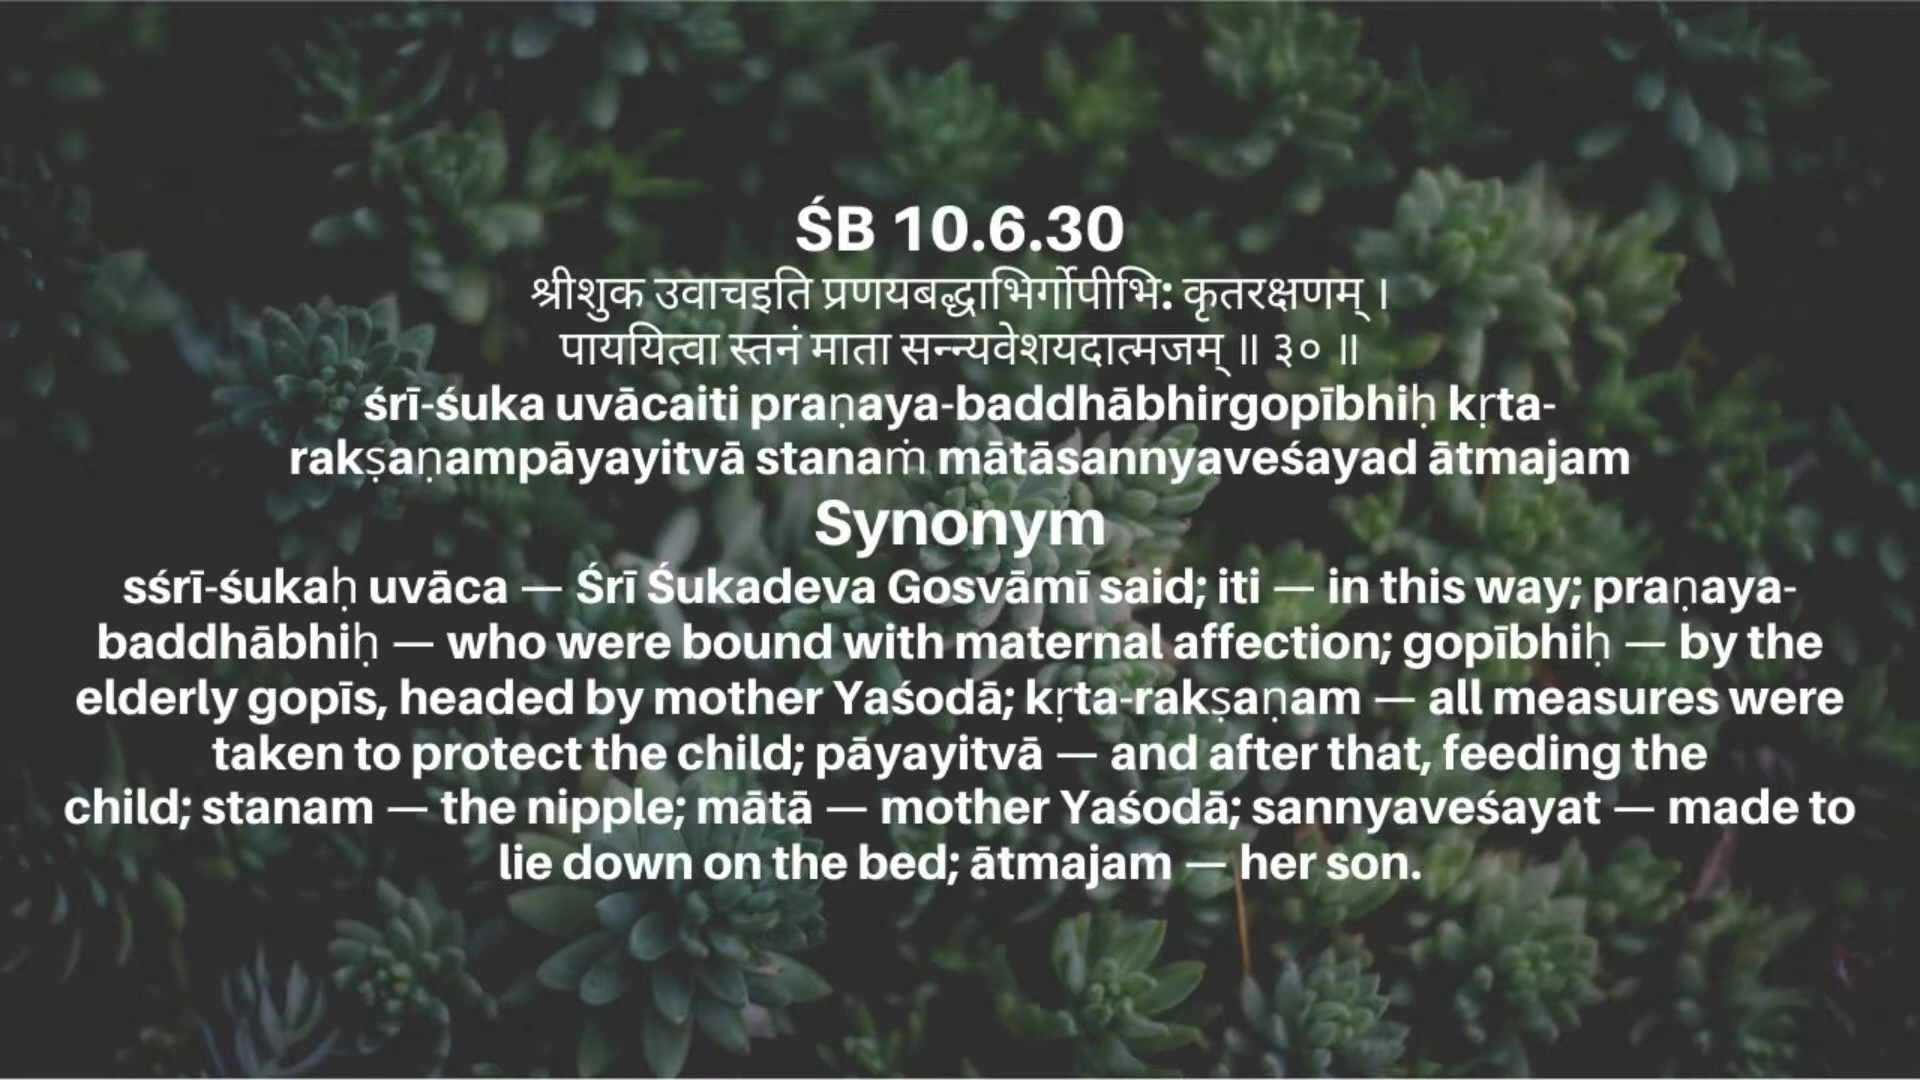 ŚB 10.6.30
श्रीशुक उवाचइति प्रणयबद्धाभिर्गोपीभि: कृतरक्षणम् ।
पाययित्वा स्तनं माता सन्न्यवेशयदात्मजम् ॥ ३० ॥
śrī-śuka uvācaiti praṇaya-baddhābhirgopībhiḥ kṛta-
rakṣaṇampāyayitvā stanaṁ mātāsannyaveśayad ātmajam
Synonym
sśrī-śukaḥ uvāca — Śrī Śukadeva Gosvāmī said; iti — in this way; praṇaya-
baddhābhiḥ — who were bound with maternal affection; gopībhiḥ — by the
elderly gopīs, headed by mother Yaśodā; kṛta-rakṣaṇam — all measures were
taken to protect the child; pāyayitvā — and after that, feeding the
child; stanam — the nipple; mātā — mother Yaśodā; sannyaveśayat — made to
lie down on the bed; ātmajam — her son.